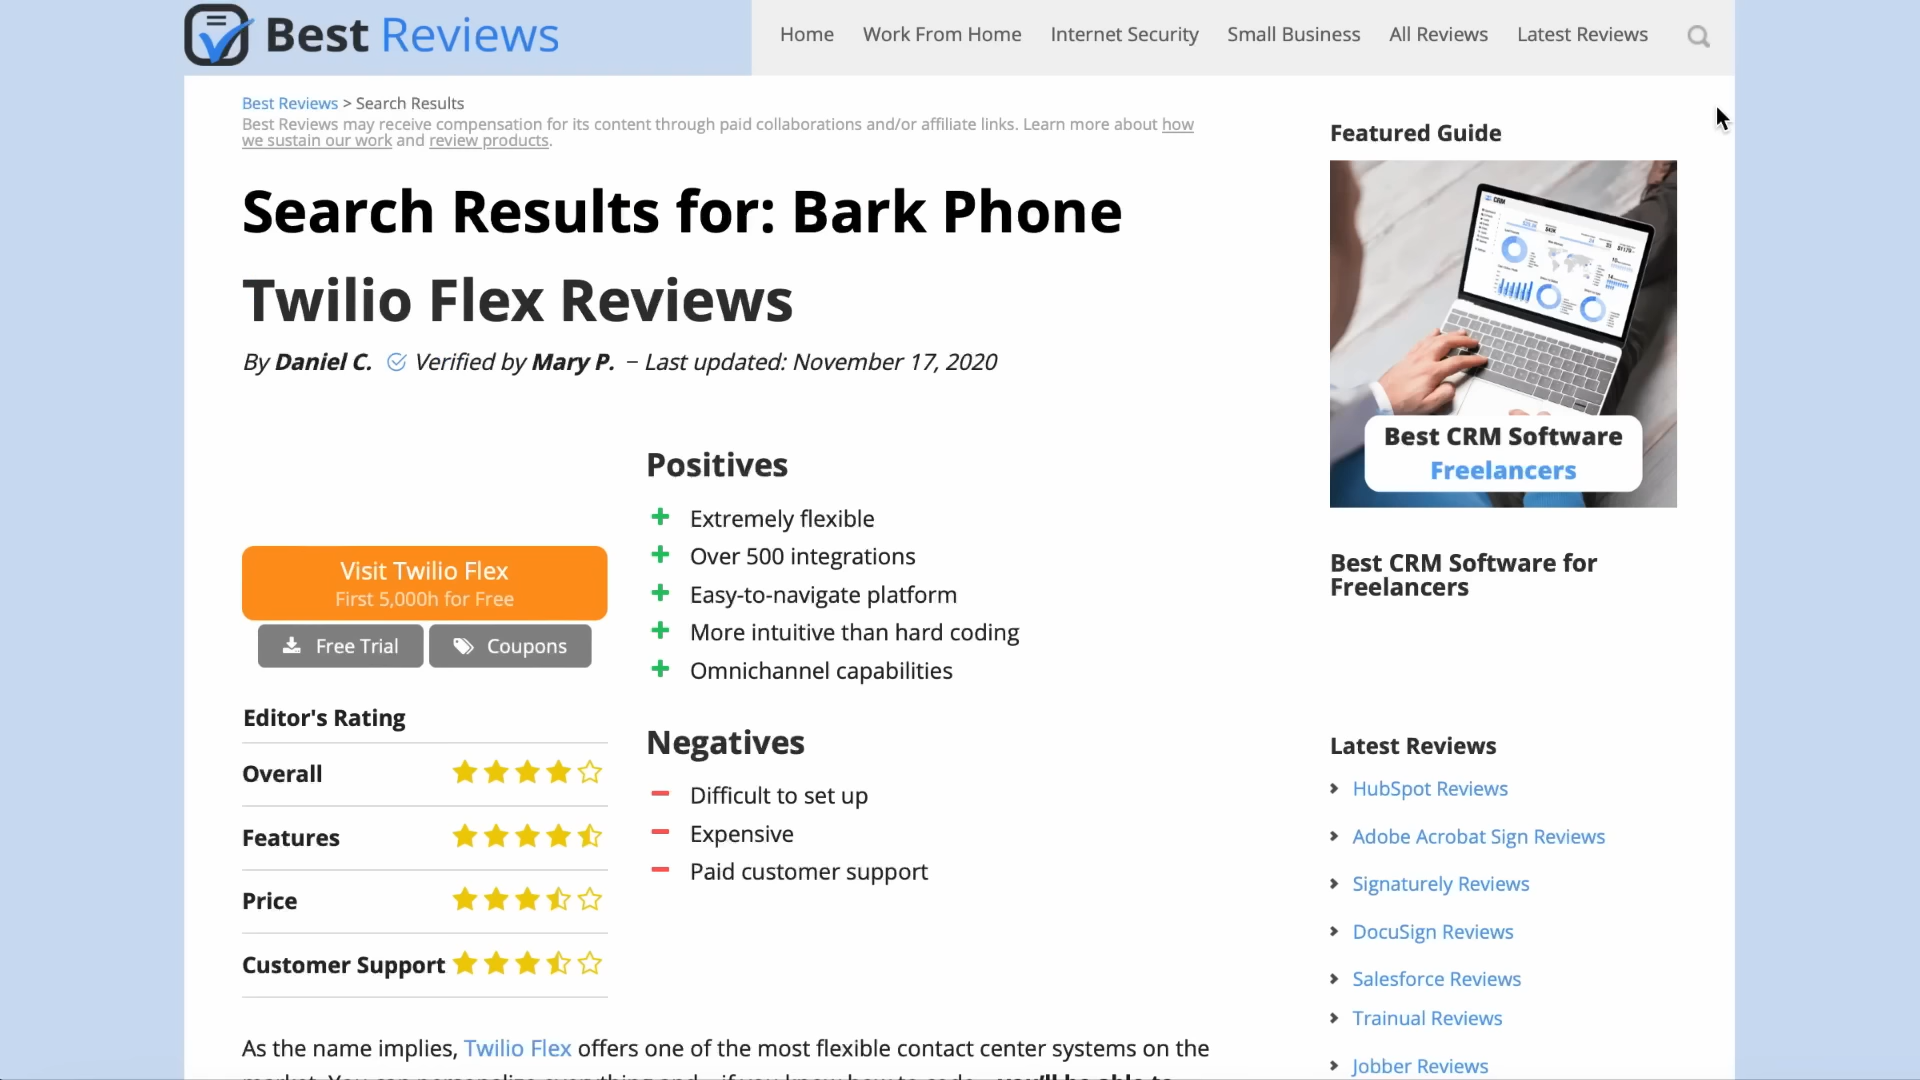 Best Reviews
Home Work From Home Internet Security Small Business All Reviews Latest Reviews
Best Reviews > Search Results
Best Reviews may receive compensation for its content through paid collaborations and/or affiliate links. Learn more about how
we sustain our work and review products.
Search Results for: Bark Phone
Twilio Flex Reviews
By Daniel C. Verified by Mary P. – Last updated: November 17, 2020
Visit Twilio Flex
First 5,000h for Free
Free Trial
Coupons
Editor's Rating
Overall
Features
Price
Customer Support
Positives
Extremely flexible
Over 500 integrations
Easy-to-navigate platform
More intuitive than hard coding
Omnichannel capabilities
Negatives
Difficult to set up
Expensive
Paid customer support
As the name implies, Twilio Flex offers one of the most flexible contact center systems on the
Featured Guide
CRM
Best CRM Software
Freelancers
Best CRM Software for
Freelancers
Latest Reviews
HubSpot Reviews
Adobe Acrobat Sign Reviews
Signaturely Reviews
DocuSign Reviews
Salesforce Reviews
Trainual Reviews
Jobber Reviews